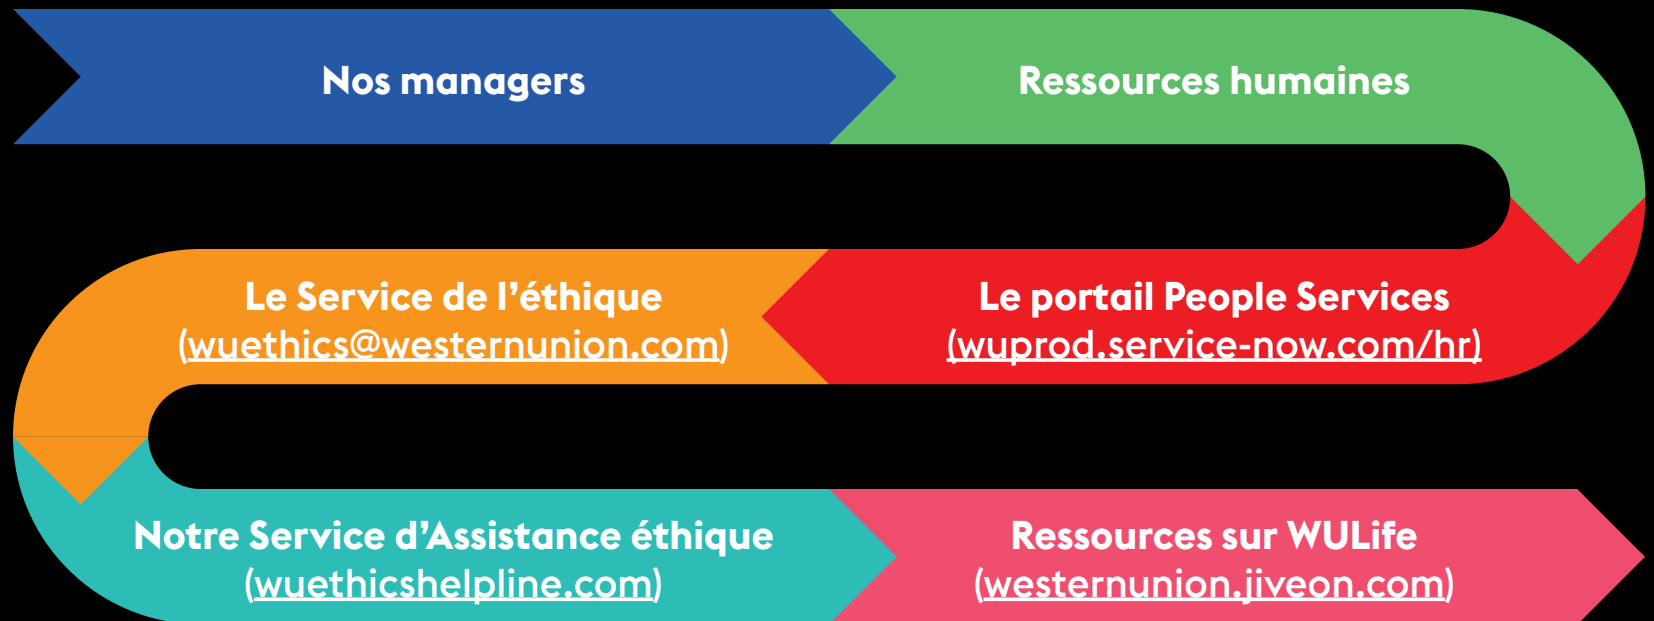 Nos managers
Ressources humaines
Le portail People Services
(wuprod.service-now.com/hr)
Le Service de l’éthique
(wuethics@westernunion.com)
Notre Service d’Assistance éthique
(wuethicshelpline.com)
Ressources sur WULife
(westernunion.jiveon.com)